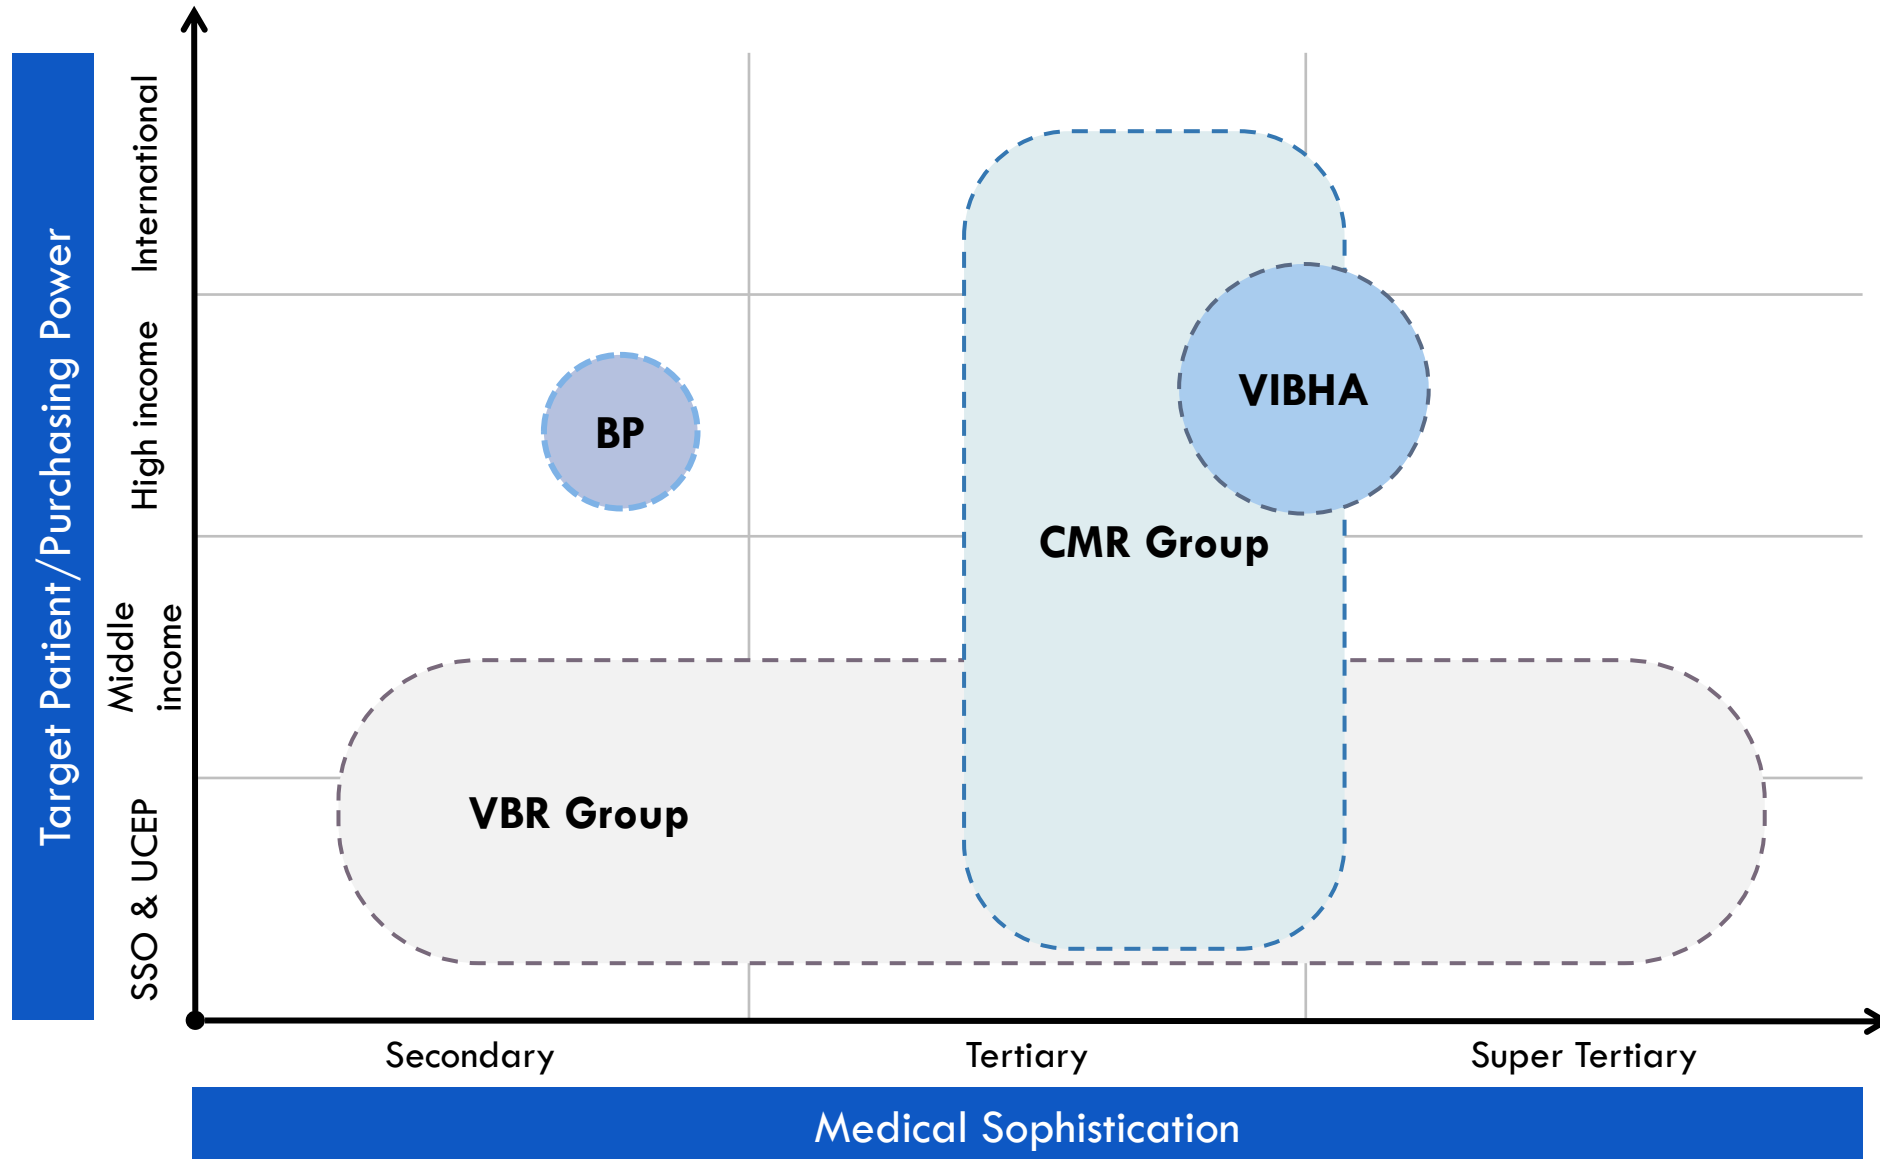 Target Patient/Purchasing Power
International
High income
Middle
income
SSO & UCEP
BP
VIBHA
CMR Group
VBR Group
Secondary
Tertiary
Super Tertiary
Medical Sophistication